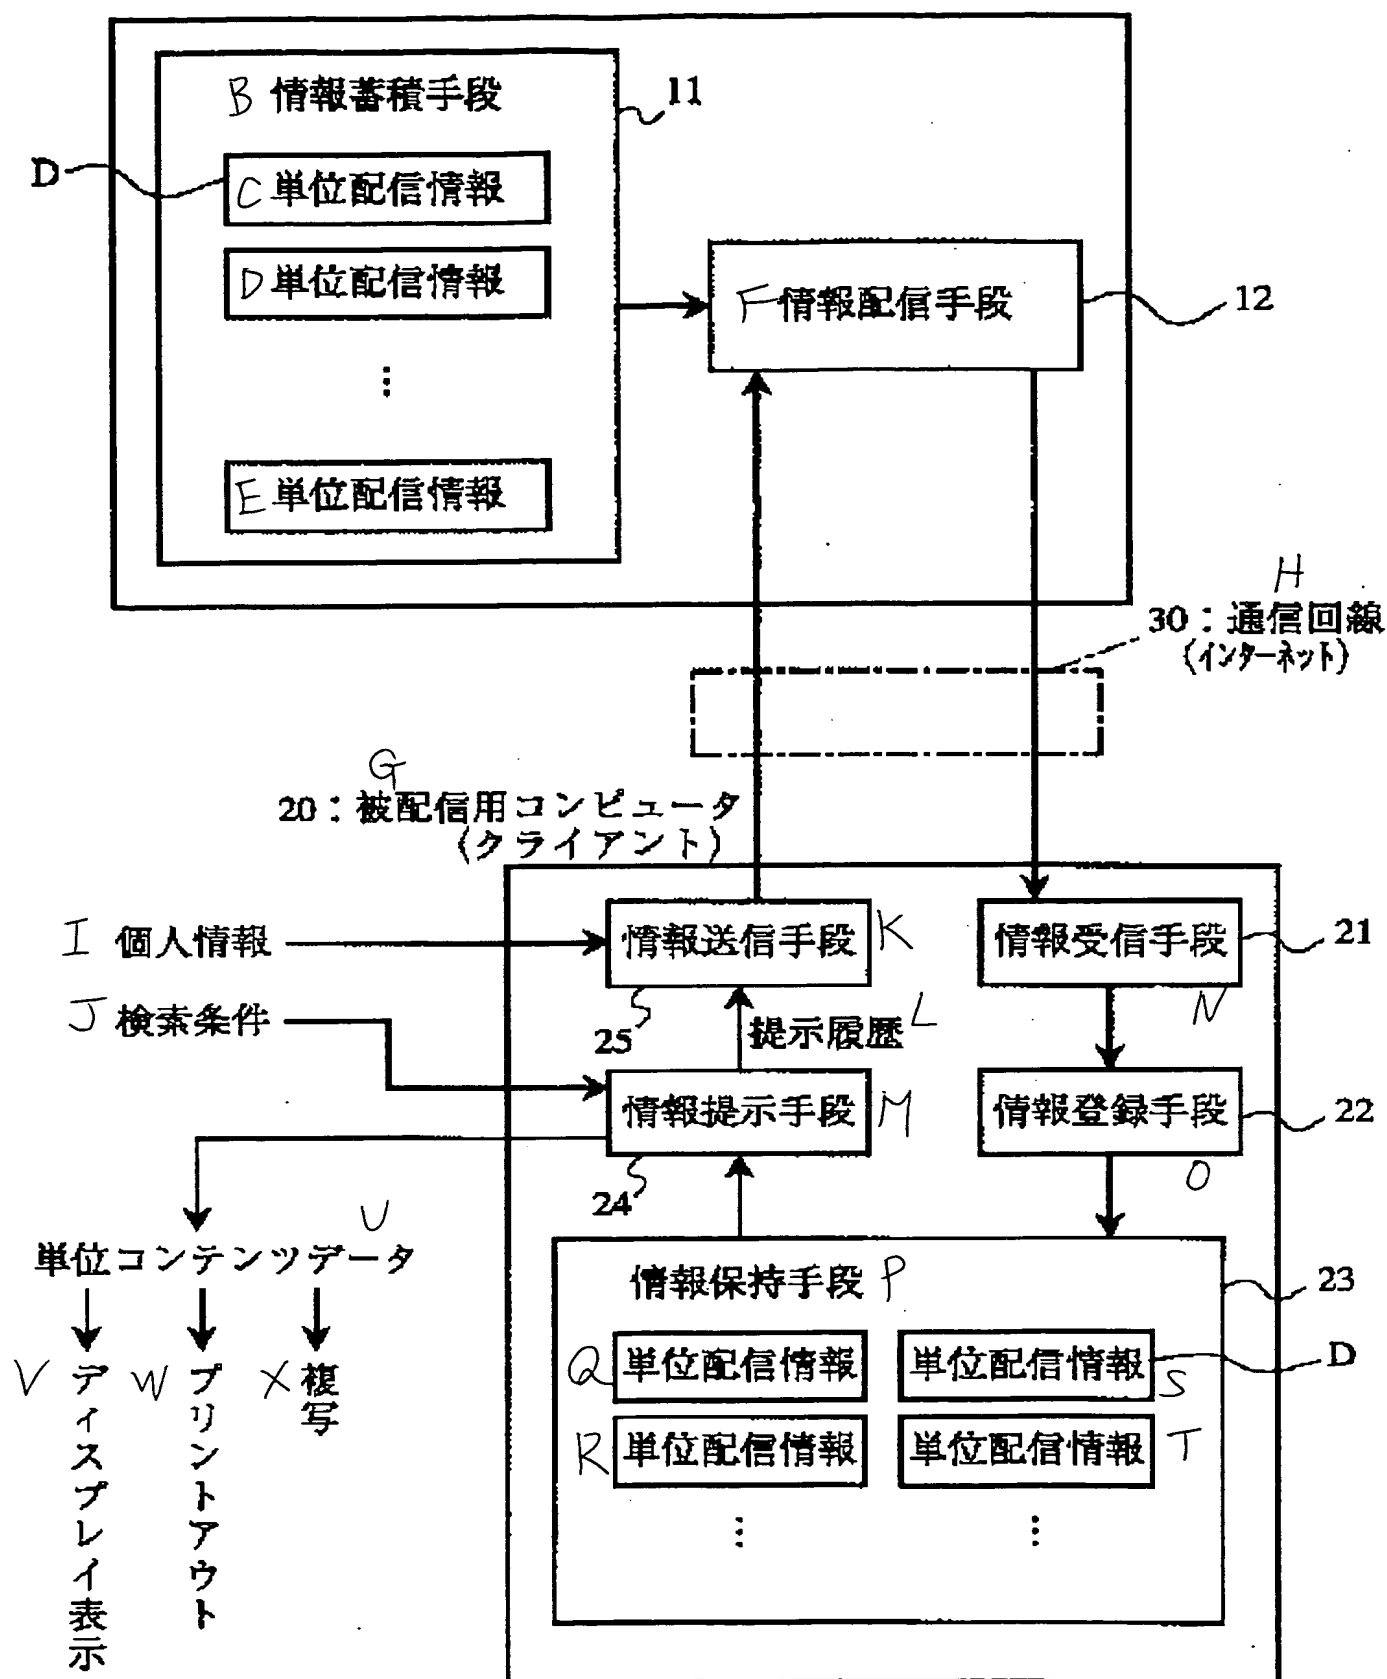 B 情報蓄積手段
11
D
C 単位配信情報
D 単位配信情報
⋮
E 単位配信情報
F 情報配信手段
12
H
30：通信回線
(インターネット)
G
20：被配信用コンピュータ
(クライアント)
I 個人情報
J 検索条件
情報送信手段 K
25
提示履歴 L
情報提示手段 M
24
情報受信手段
21
N
情報登録手段
22
O
U
単位コンテンツデータ
V ディスプレイ表示
W プリントアウト
X 複写
情報保持手段 P
23
Q 単位配信情報
単位配信情報 S
D
R 単位配信情報
単位配信情報 T
⋮ ⋮